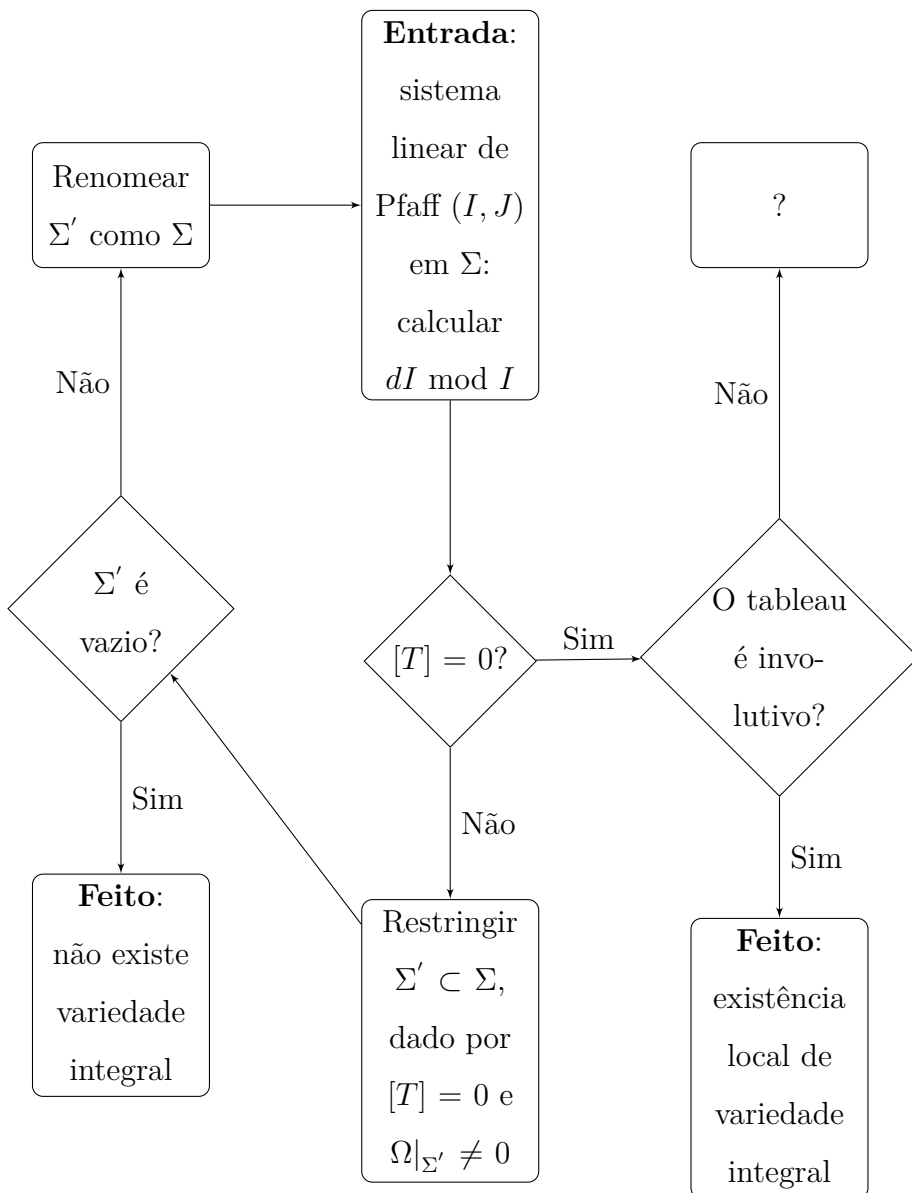 Entrada:
sistema
linear de
Pfaff (I, J)
em Σ:
calcular
dI mod I
Renomear
Σ′ como Σ
?
Não
Não
Σ′ é
vazio?
[T] = 0?
Sim
O tableau
é invo-
lutivo?
Sim
Não
Sim
Feito:
não existe
variedade
integral
Restringir
Σ′ ⊂ Σ,
dado por
[T] = 0 e
Ω|Σ′ ≠ 0
Feito:
existência
local de
variedade
integral